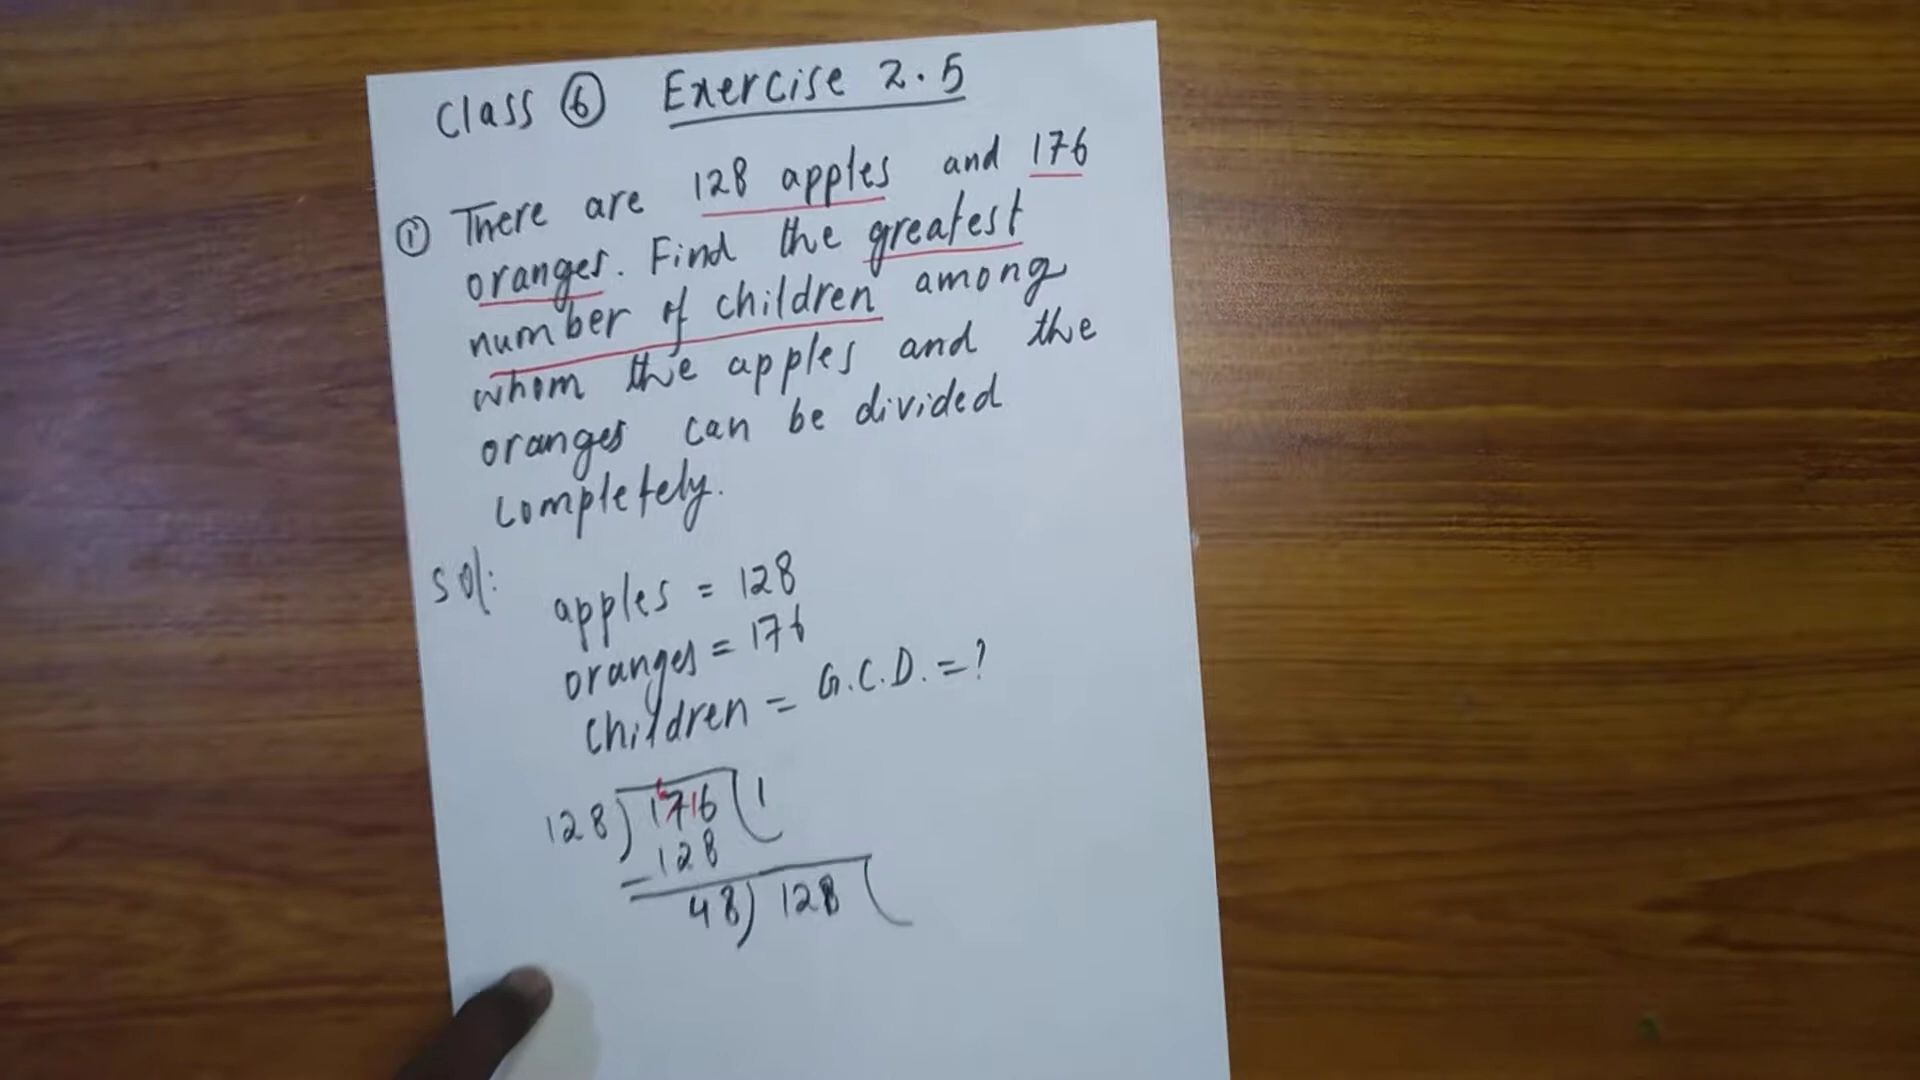 Class ⑥ Exercise 2.5
① There are 128 apples and 176
oranges. Find the greatest
number of children among
whom the apples and the
oranges can be divided
completely.
Sol:
apples = 128
oranges = 176
children = G.C.D. = ?
128) 176 ( 1
- 128
48) 128 (